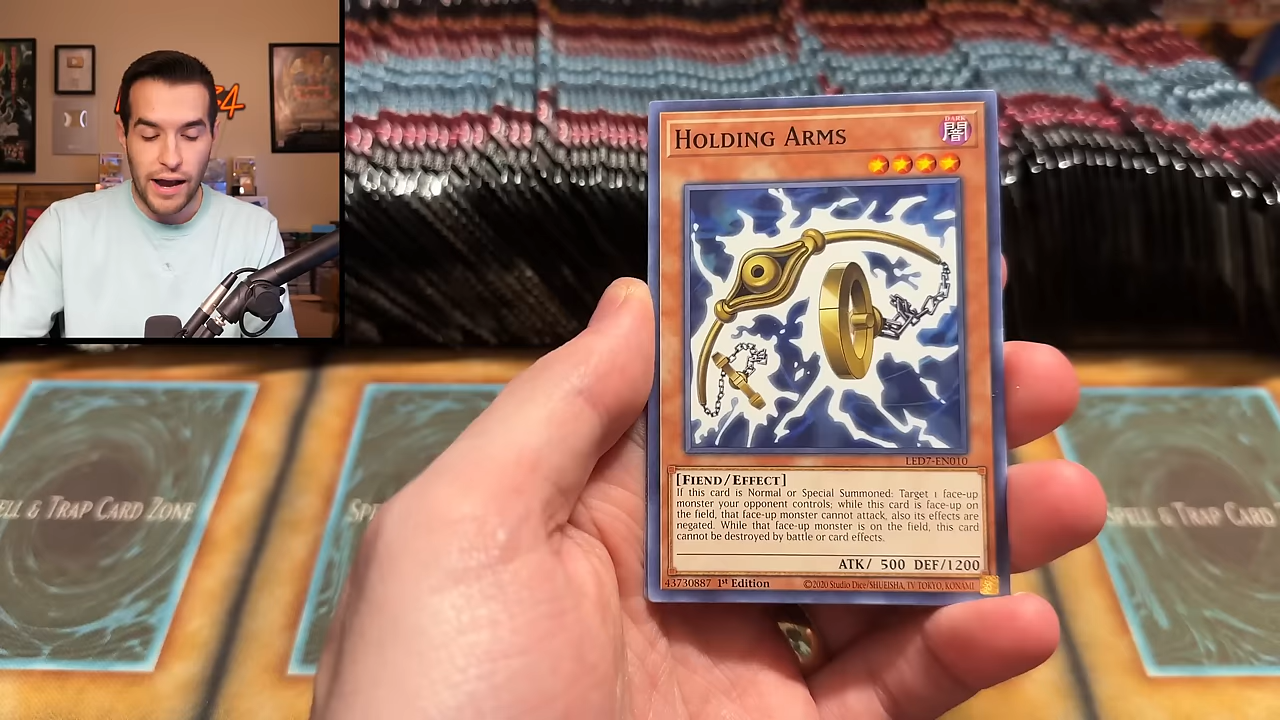 HOLDING ARMS
DARK
闇
LED7-EN010
[FIEND/EFFECT]
If this card is Normal or Special Summoned: Target 1 face-up
monster your opponent controls; while this card is face-up on
the field, that face-up monster cannot attack, also its effects are
negated. While that face-up monster is on the field, this card
cannot be destroyed by battle or card effects.
ATK/ 500 DEF/1200
43730887 1st Edition
©2020 Studio Dice/SHUEISHA, TV TOKYO, KONAMI
ELL & TRAP CARD ZONE
SP
SPELL & TRAP CARD